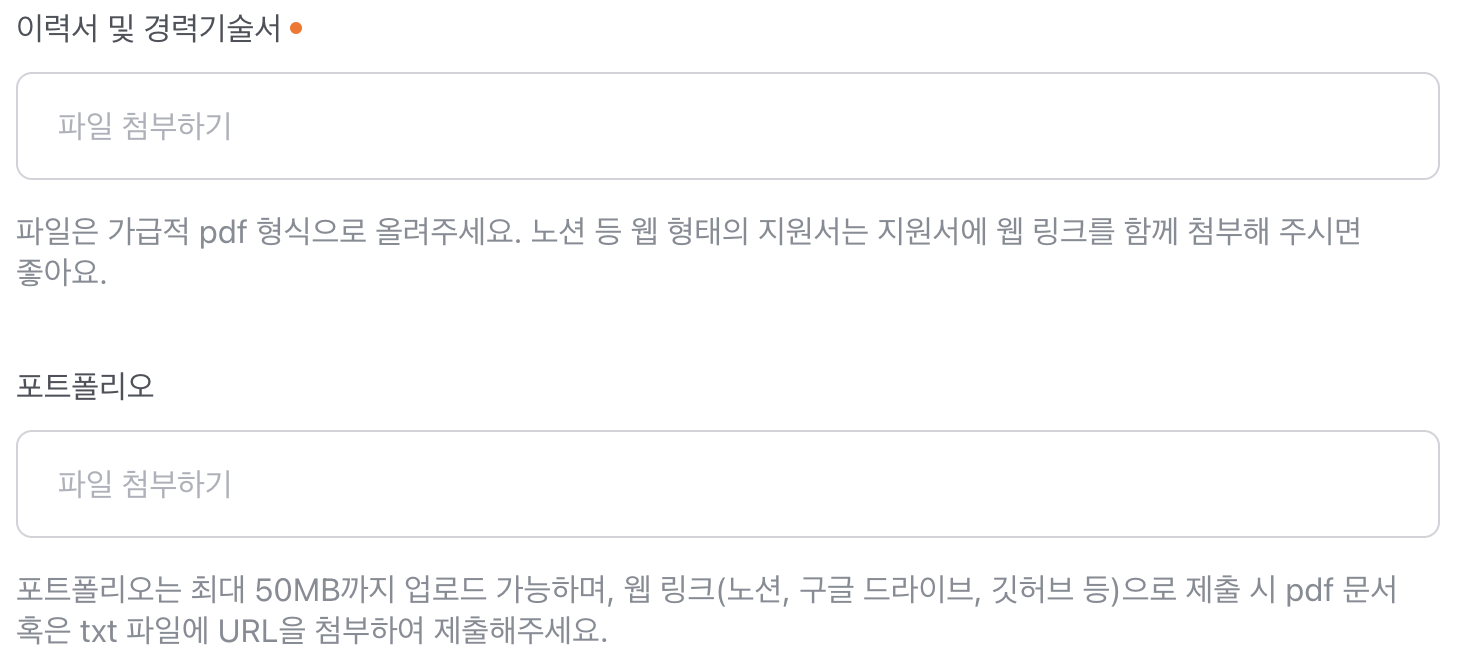 이력서 및 경력기술서
파일 첨부하기
파일은 가급적 pdf 형식으로 올려주세요. 노션 등 웹 형태의 지원서는 지원서에 웹 링크를 함께 첨부해 주시면
좋아요.
포트폴리오
파일 첨부하기
포트폴리오는 최대 50MB까지 업로드 가능하며, 웹 링크(노션, 구글 드라이브, 깃허브 등)으로 제출 시 pdf 문서
혹은 txt 파일에 URL을 첨부하여 제출해주세요.